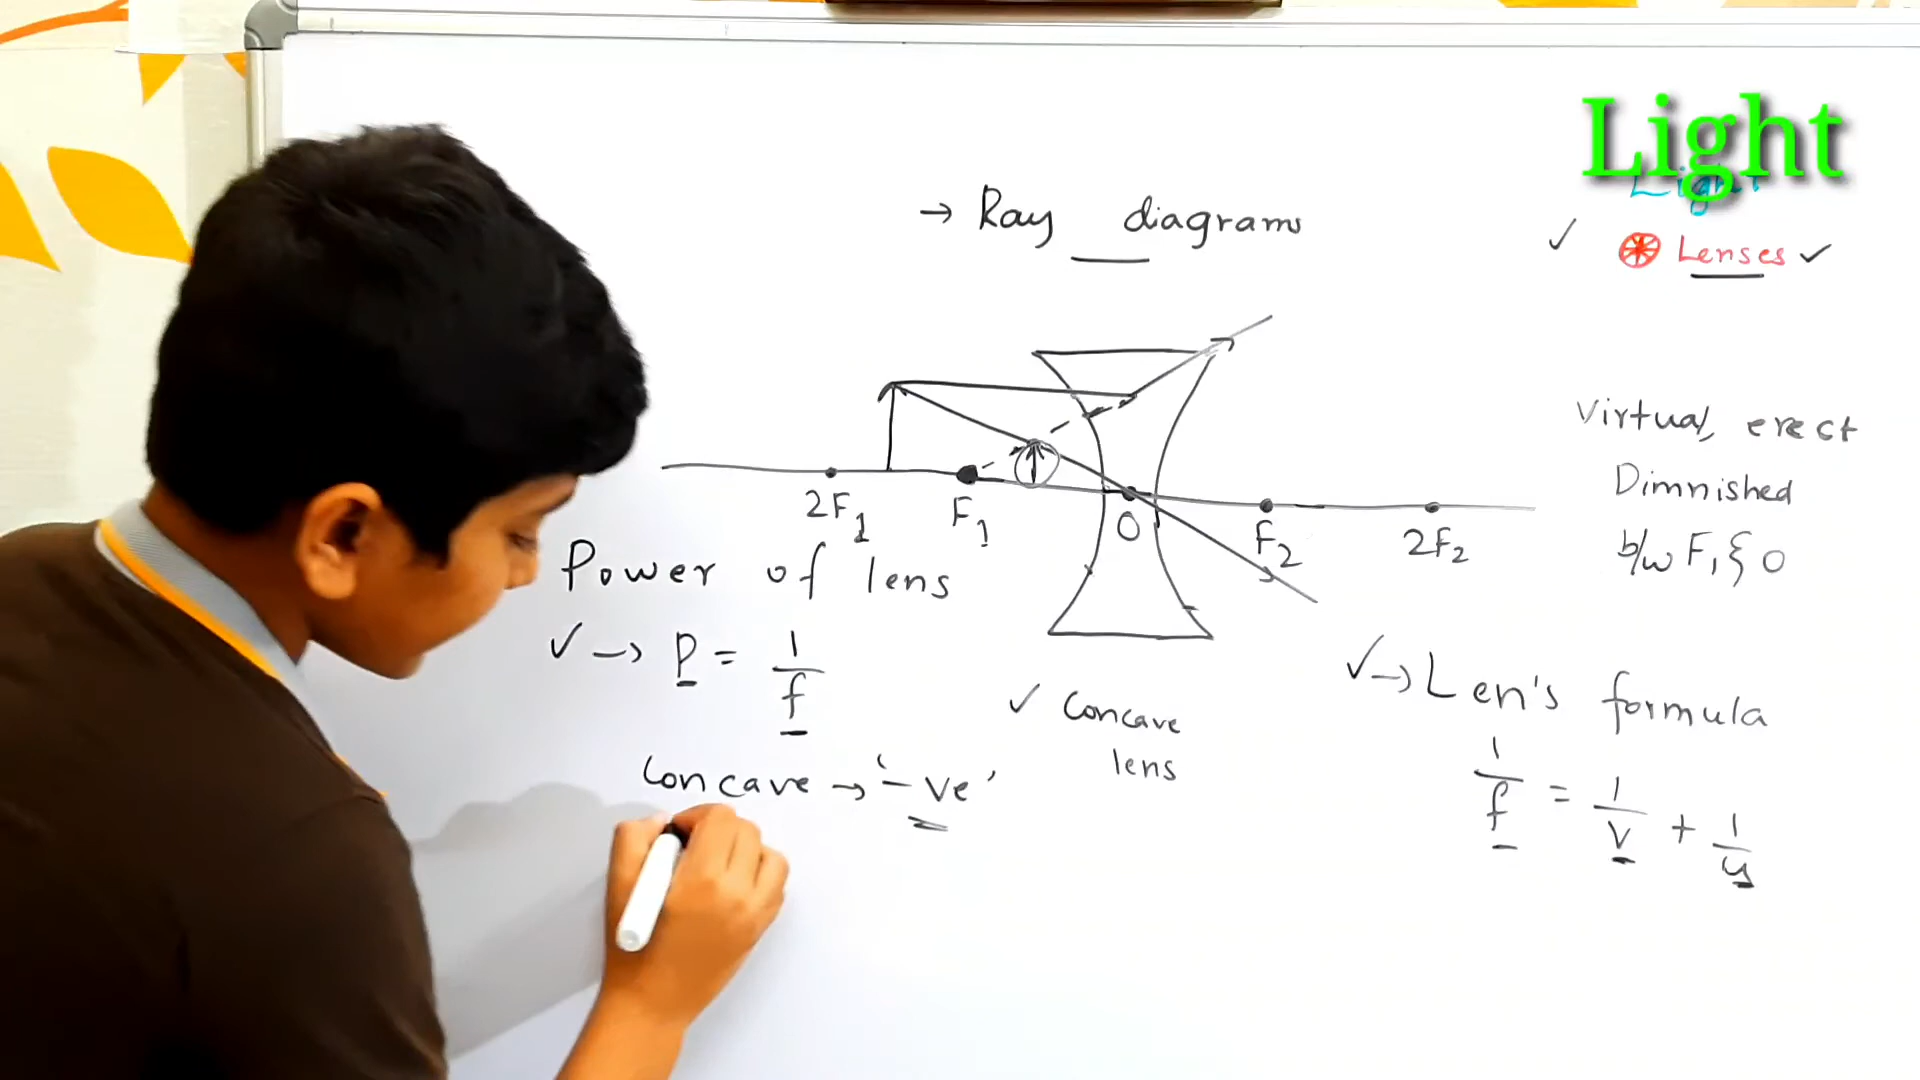 Light
Light
→ Ray diagrams
✓ Lenses ✓
Virtual, erect
Dimnished
b/w F₁ & O
2F₁ F₁ O F₂ 2F₂
Power of lens
✓ → P = 1/f
Concave → '-ve'
✓ Concave
lens
✓ → Len's formula
1/f = 1/v + 1/u